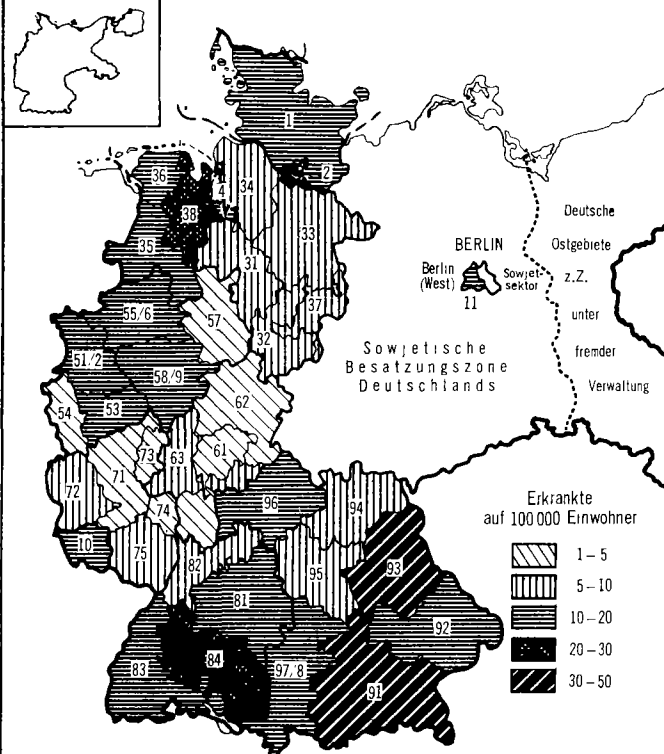 1
2
36
4
34
38
33
35
31
37
55/6
57
32
51/2
58/9
54
53
62
73
61
71
63
72
74
96
94
10
75
82
93
95
81
92
83
84
97/8
91
BERLIN
Berlin
(West)
Sowjet-
sektor
11
Deutsche
Ostgebiete
z.Z.
unter
fremder
Verwaltung
Sowjetische
Besatzungszone
Deutschlands
Erkrankte
auf 100 000 Einwohner
1–5
5–10
10–20
20–30
30–50